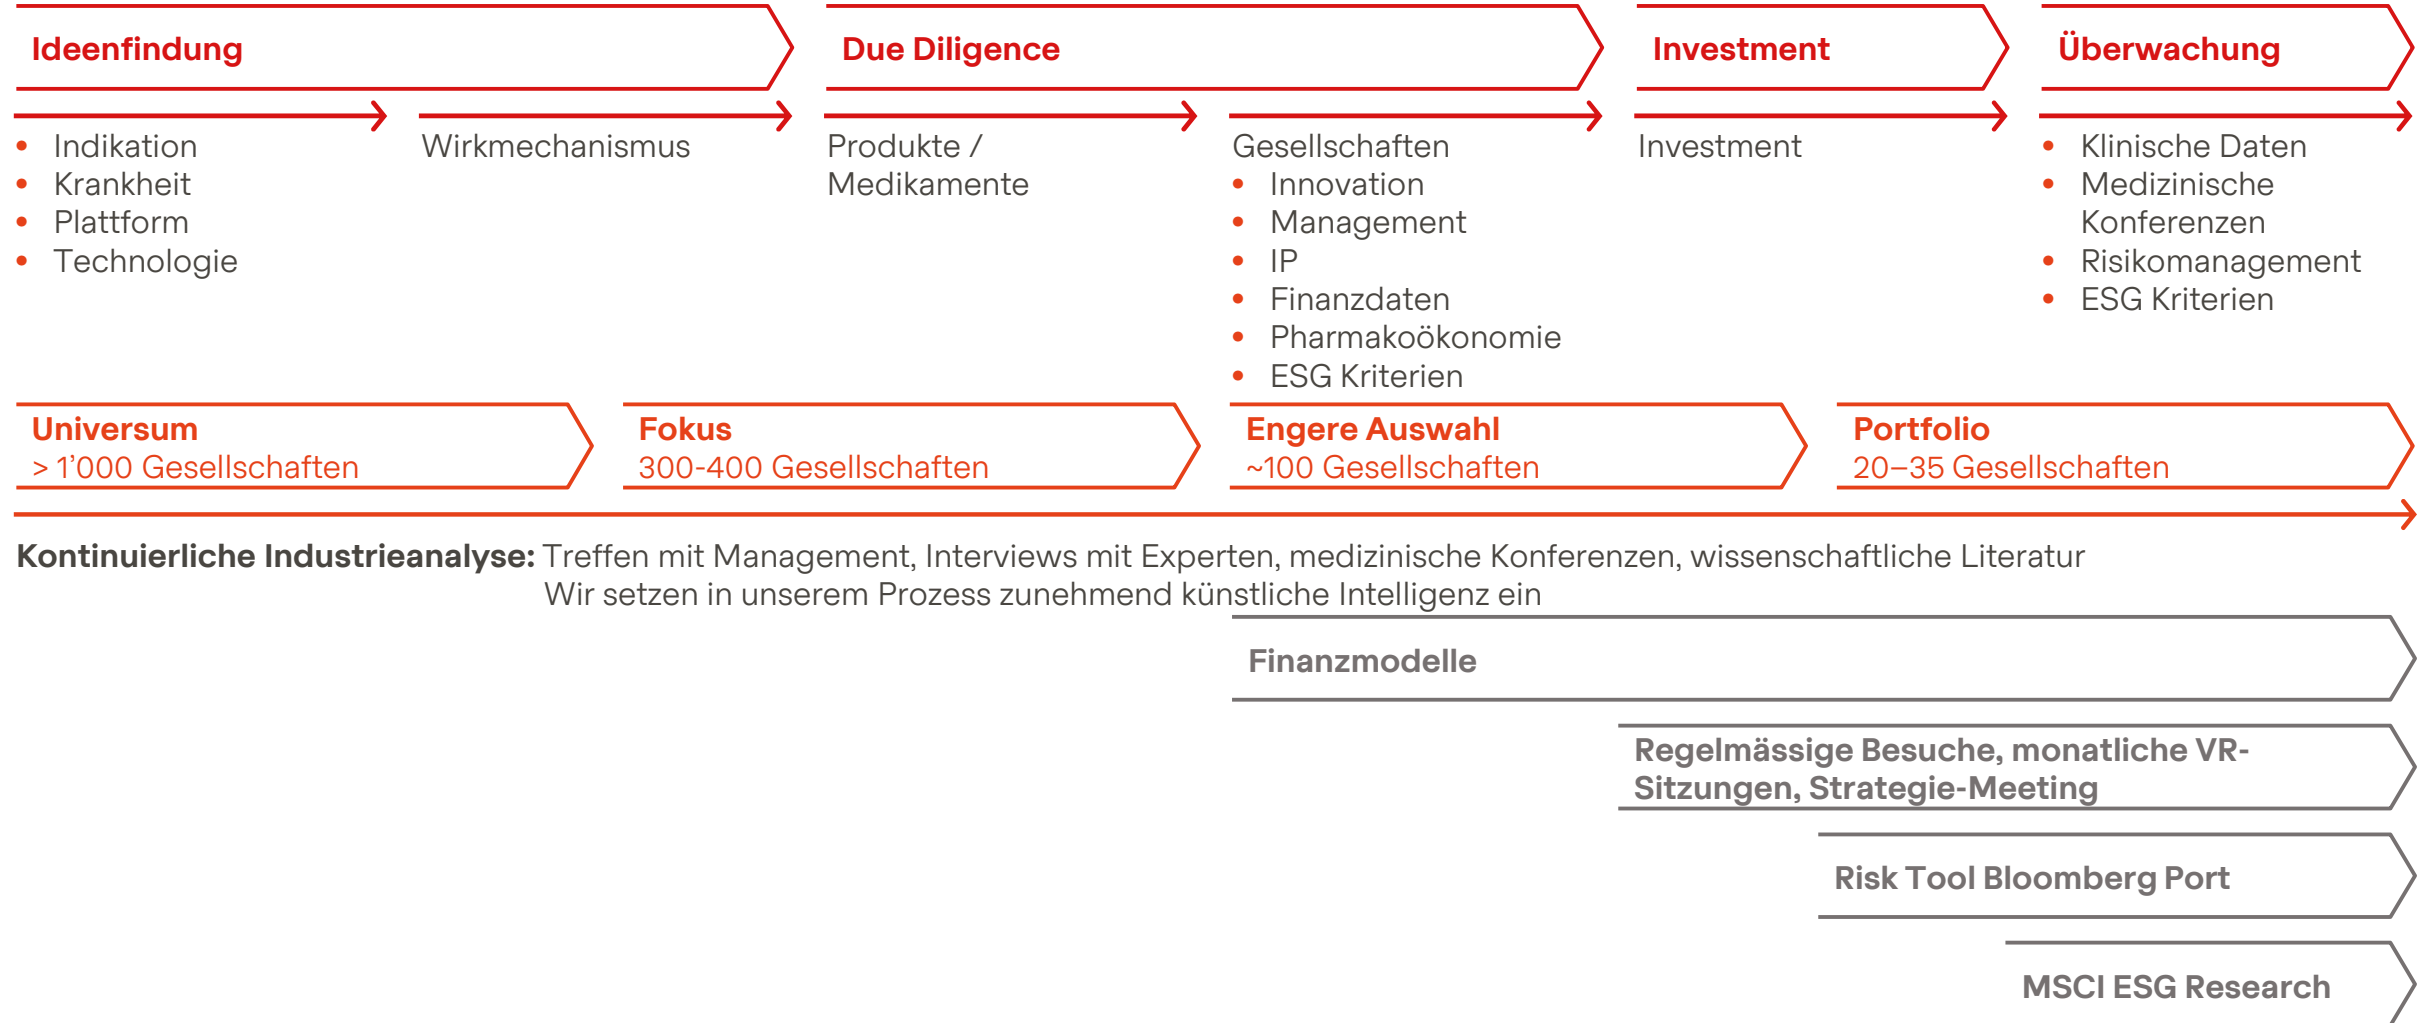 Ideenfindung
Due Diligence
Investment
Überwachung
• Indikation
• Krankheit
• Plattform
• Technologie
Wirkmechanismus
Produkte /
Medikamente
Gesellschaften
• Innovation
• Management
• IP
• Finanzdaten
• Pharmakoökonomie
• ESG Kriterien
Investment
• Klinische Daten
• Medizinische
Konferenzen
• Risikomanagement
• ESG Kriterien
Universum
> 1’000 Gesellschaften
Fokus
300-400 Gesellschaften
Engere Auswahl
~100 Gesellschaften
Portfolio
20–35 Gesellschaften
Kontinuierliche Industrieanalyse: Treffen mit Management, Interviews mit Experten, medizinische Konferenzen, wissenschaftliche Literatur
Wir setzen in unserem Prozess zunehmend künstliche Intelligenz ein
Finanzmodelle
Regelmässige Besuche, monatliche VR-
Sitzungen, Strategie-Meeting
Risk Tool Bloomberg Port
MSCI ESG Research